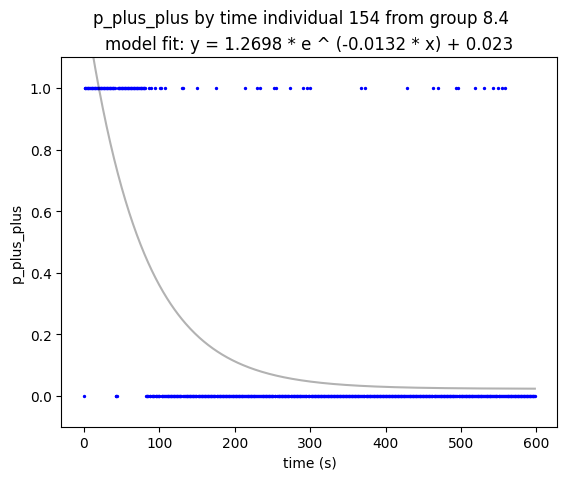 p_plus_plus by time individual 154 from group 8.4
model fit: y = 1.2698 * e ^ (-0.0132 * x) + 0.023
1.0
0.8
0.6
0.4
0.2
0.0
p_plus_plus
0 100 200 300 400 500 600
time (s)